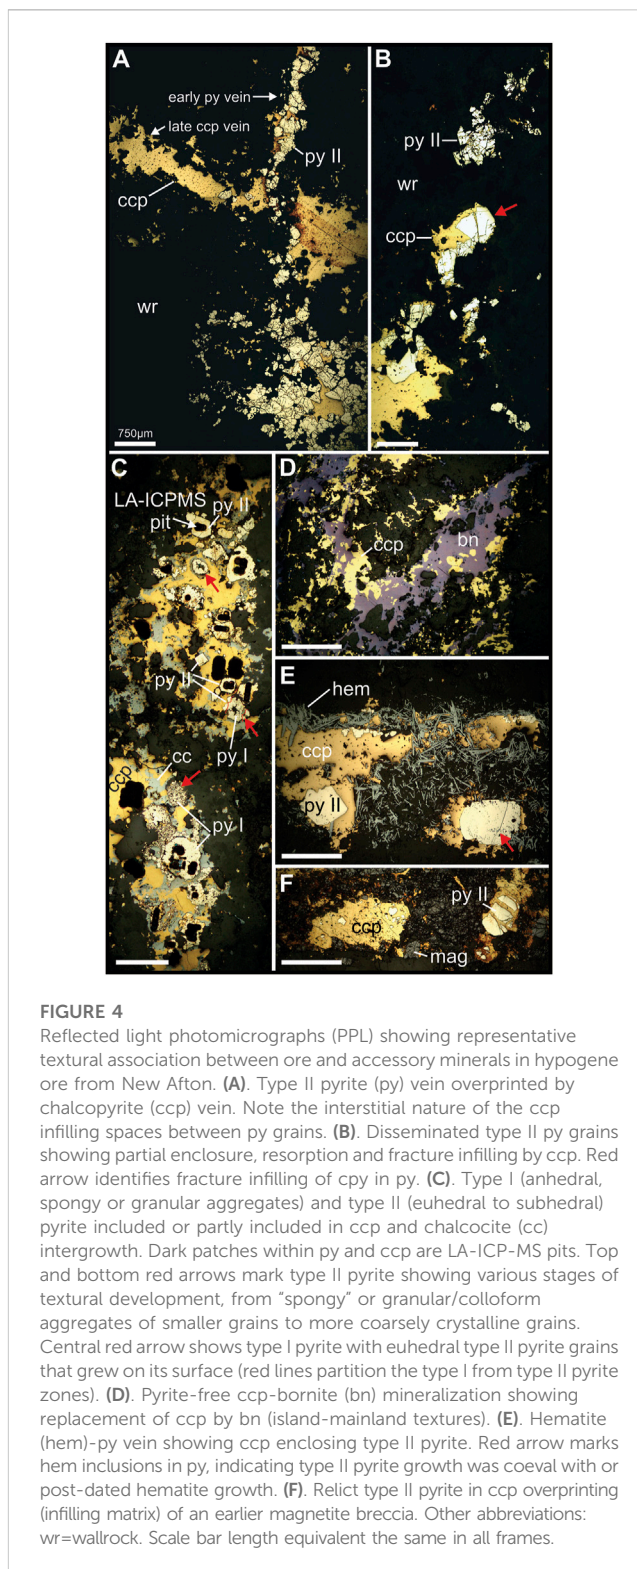 A
early py vein
late ccp vein
py II
ccp
wr
750µm
B
py II
wr
ccp
C
LA-ICPMS
pit
py II
py II
py I
cc
ccp
py I
D
ccp
bn
E
hem
ccp
py II
F
py II
ccp
mag
FIGURE 4
Reflected light photomicrographs (PPL) showing representative
textural association between ore and accessory minerals in hypogene
ore from New Afton. (A). Type II pyrite (py) vein overprinted by
chalcopyrite (ccp) vein. Note the interstitial nature of the ccp
infilling spaces between py grains. (B). Disseminated type II py grains
showing partial enclosure, resorption and fracture infilling by ccp. Red
arrow identifies fracture infilling of cpy in py. (C). Type I (anhedral,
spongy or granular aggregates) and type II (euhedral to subhedral)
pyrite included or partly included in ccp and chalcocite (cc)
intergrowth. Dark patches within py and ccp are LA-ICP-MS pits. Top
and bottom red arrows mark type II pyrite showing various stages of
textural development, from “spongy” or granular/colloform
aggregates of smaller grains to more coarsely crystalline grains.
Central red arrow shows type I pyrite with euhedral type II pyrite grains
that grew on its surface (red lines partition the type I from type II pyrite
zones). (D). Pyrite-free ccp-bornite (bn) mineralization showing
replacement of ccp by bn (island-mainland textures). (E). Hematite
(hem)-py vein showing ccp enclosing type II pyrite. Red arrow marks
hem inclusions in py, indicating type II pyrite growth was coeval with or
post-dated hematite growth. (F). Relict type II pyrite in ccp overprinting
(infilling matrix) of an earlier magnetite breccia. Other abbreviations:
wr=wallrock. Scale bar length equivalent the same in all frames.